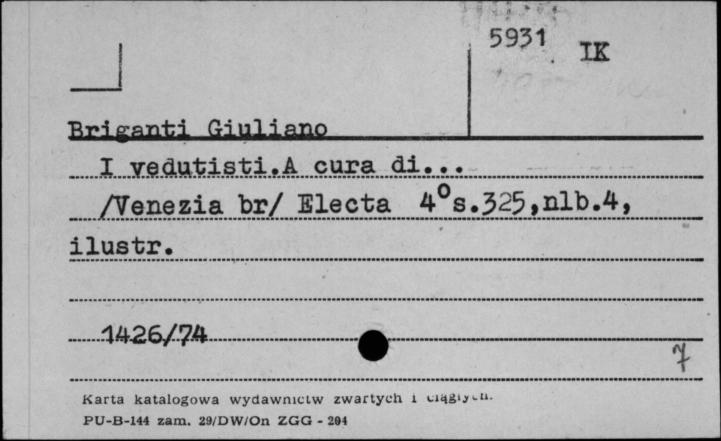 5931 IK
Briganti Giuliano
I vedutisti.A cura di...
/Venezia br/ Electa 4°s.325,nlb.4,
ilustr.
1426/74
7
Karta katalogowa wydawnictw zwartych i ciągłych.
PU-B-144 zam. 29/DW/On ZGG - 294